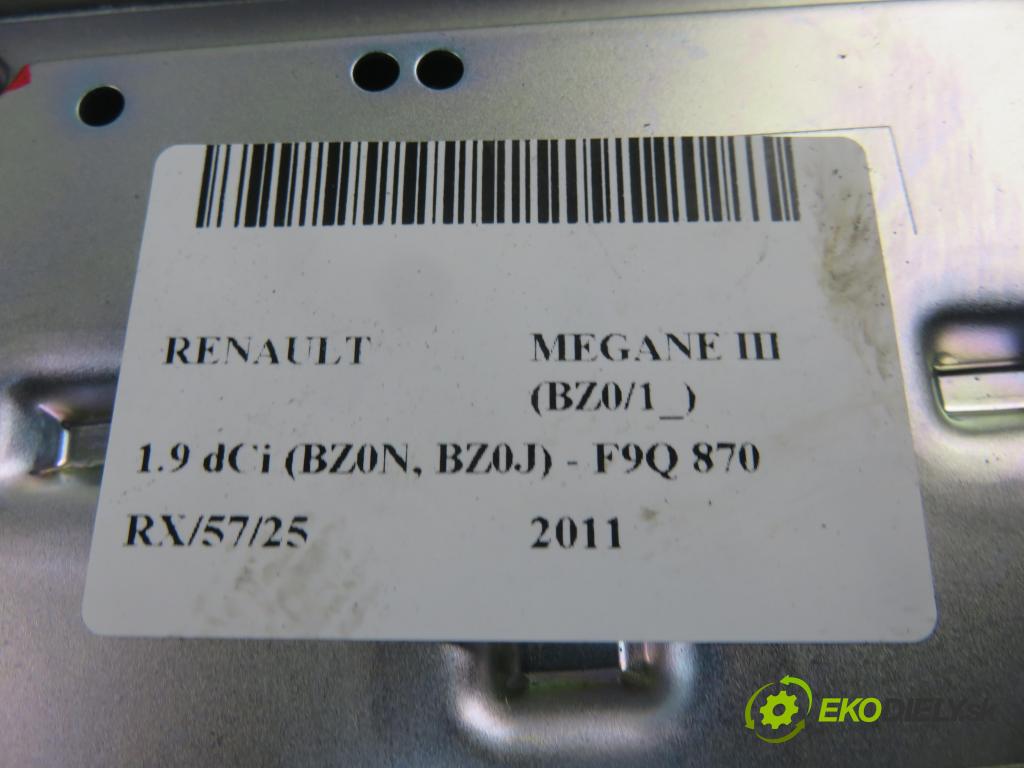 RENAULT MEGANE III
(BZ0/1_)
1.9 dCi (BZ0N, BZ0J) - F9Q 870
RX/57/25 2011
EKODIELY.sk